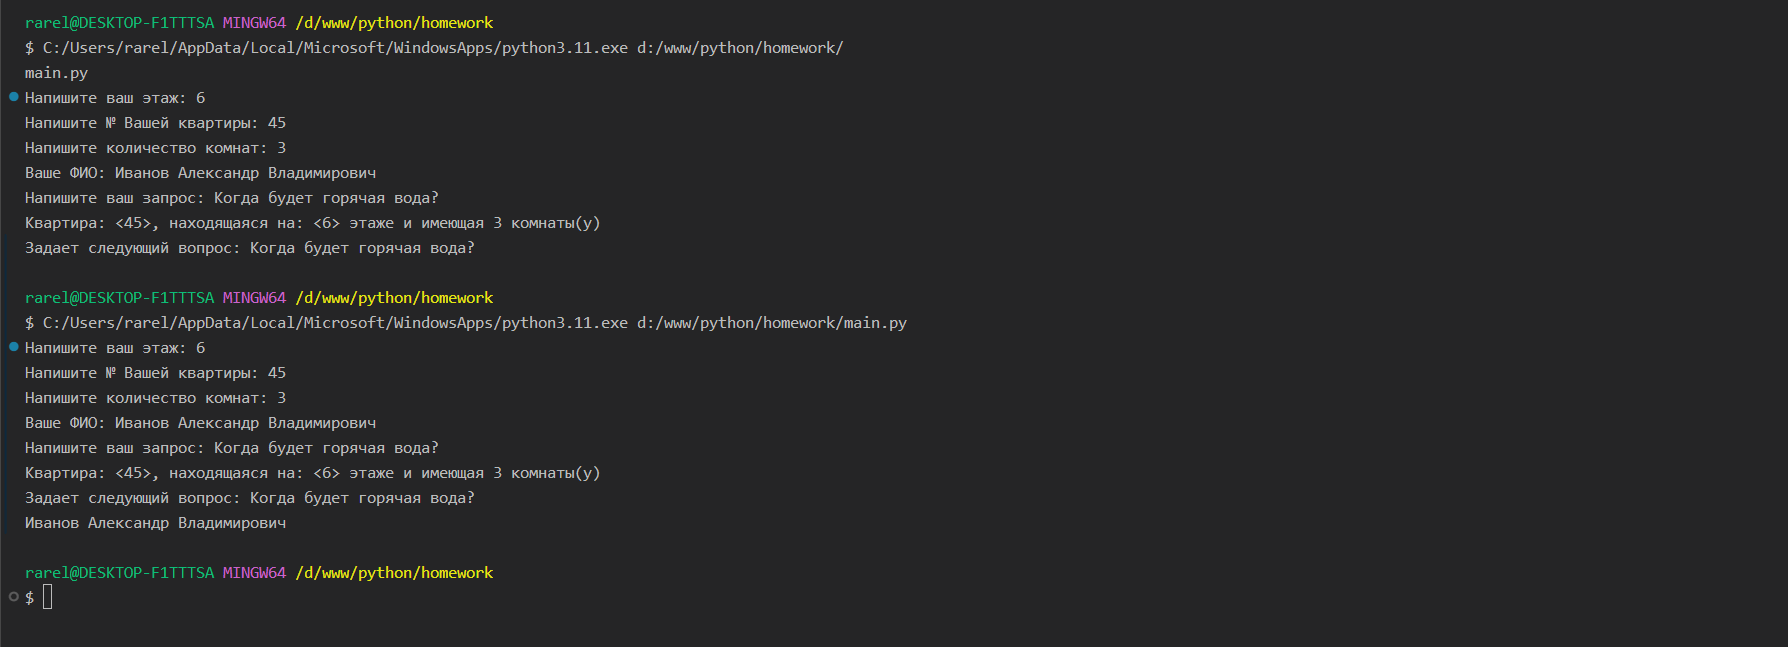 rarel@DESKTOP-F1TTTSA MINGW64 /d/www/python/homework
$ C:/Users/rarel/AppData/Local/Microsoft/WindowsApps/python3.11.exe d:/www/python/homework/
main.py
Напишите ваш этаж: 6
Напишите № Вашей квартиры: 45
Напишите количество комнат: 3
Ваше ФИО: Иванов Александр Владимирович
Напишите ваш запрос: Когда будет горячая вода?
Квартира: <45>, находящаяся на: <6> этаже и имеющая 3 комнаты(у)
Задает следующий вопрос: Когда будет горячая вода?
rarel@DESKTOP-F1TTTSA MINGW64 /d/www/python/homework
$ C:/Users/rarel/AppData/Local/Microsoft/WindowsApps/python3.11.exe d:/www/python/homework/main.py
Напишите ваш этаж: 6
Напишите № Вашей квартиры: 45
Напишите количество комнат: 3
Ваше ФИО: Иванов Александр Владимирович
Напишите ваш запрос: Когда будет горячая вода?
Квартира: <45>, находящаяся на: <6> этаже и имеющая 3 комнаты(у)
Задает следующий вопрос: Когда будет горячая вода?
Иванов Александр Владимирович
rarel@DESKTOP-F1TTTSA MINGW64 /d/www/python/homework
$